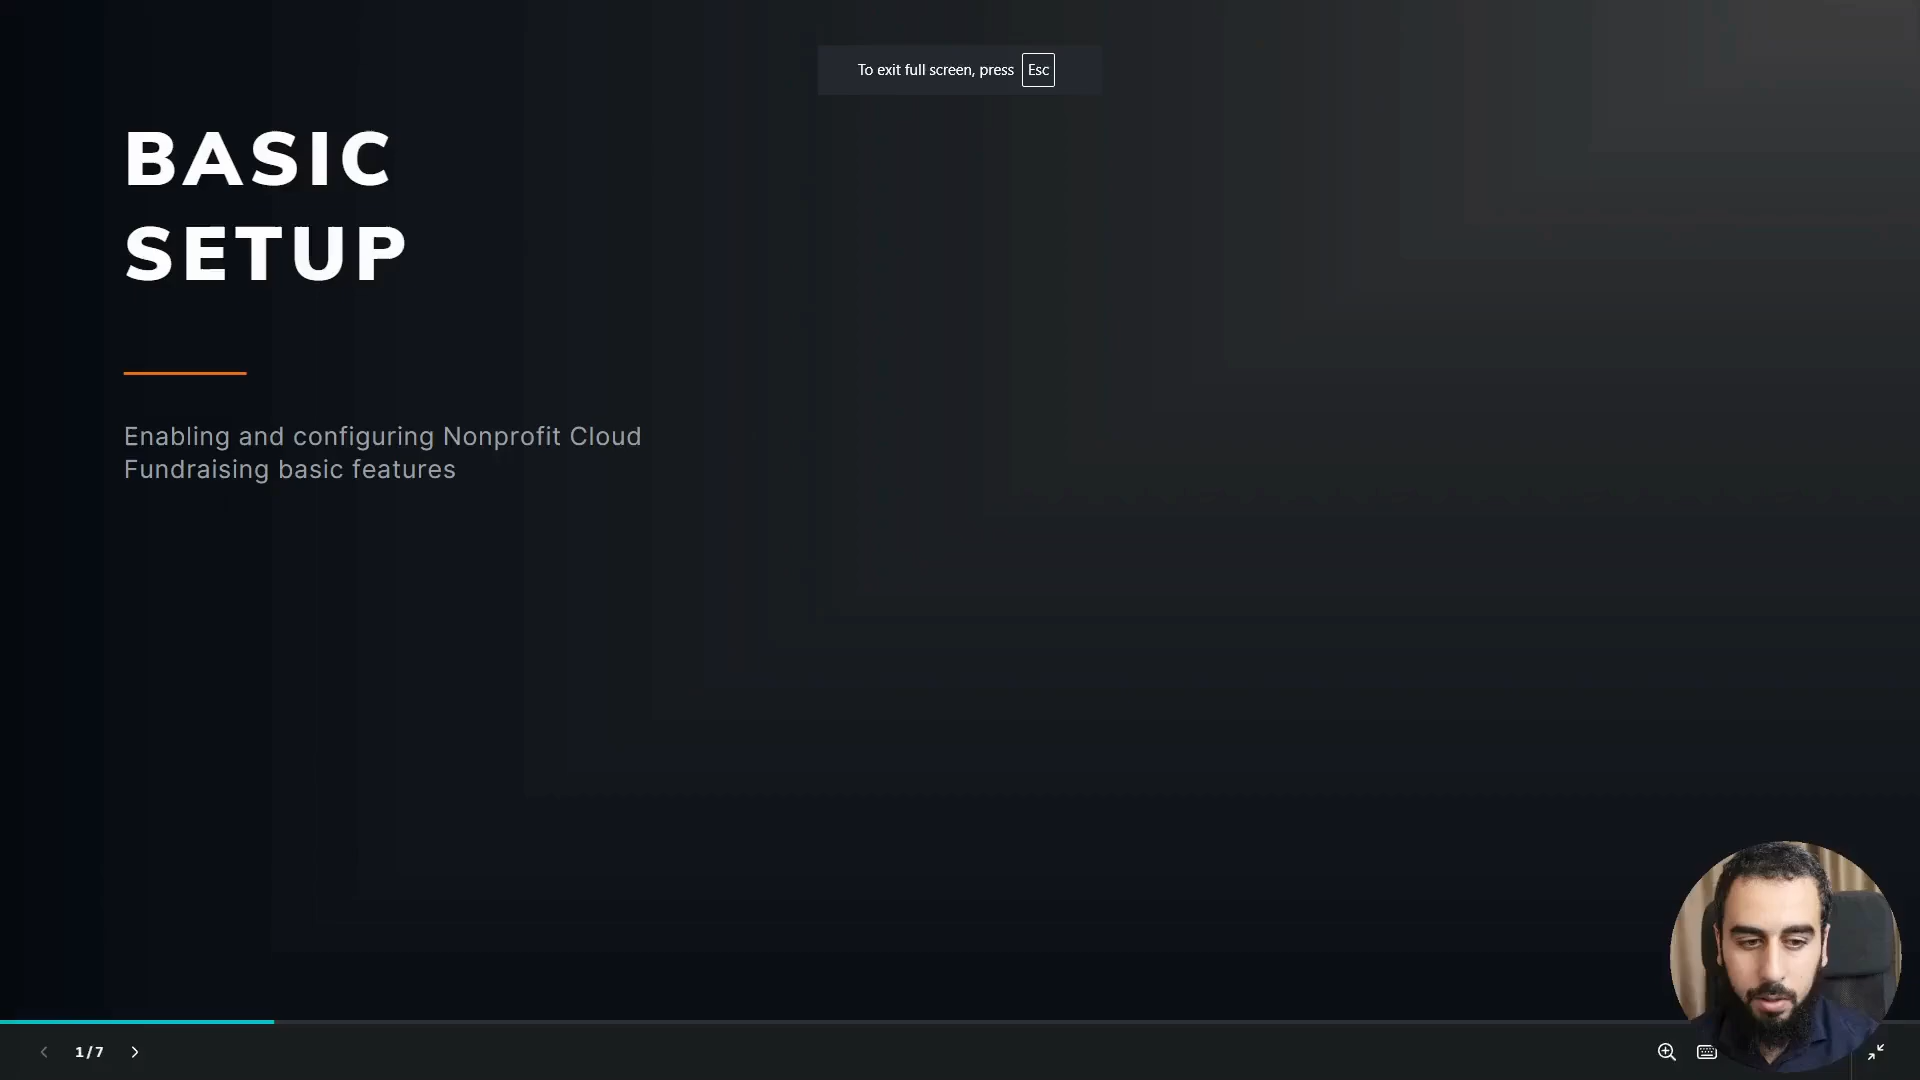 To exit full screen, press Esc
BASIC
SETUP
Enabling and configuring Nonprofit Cloud
Fundraising basic features
1/7